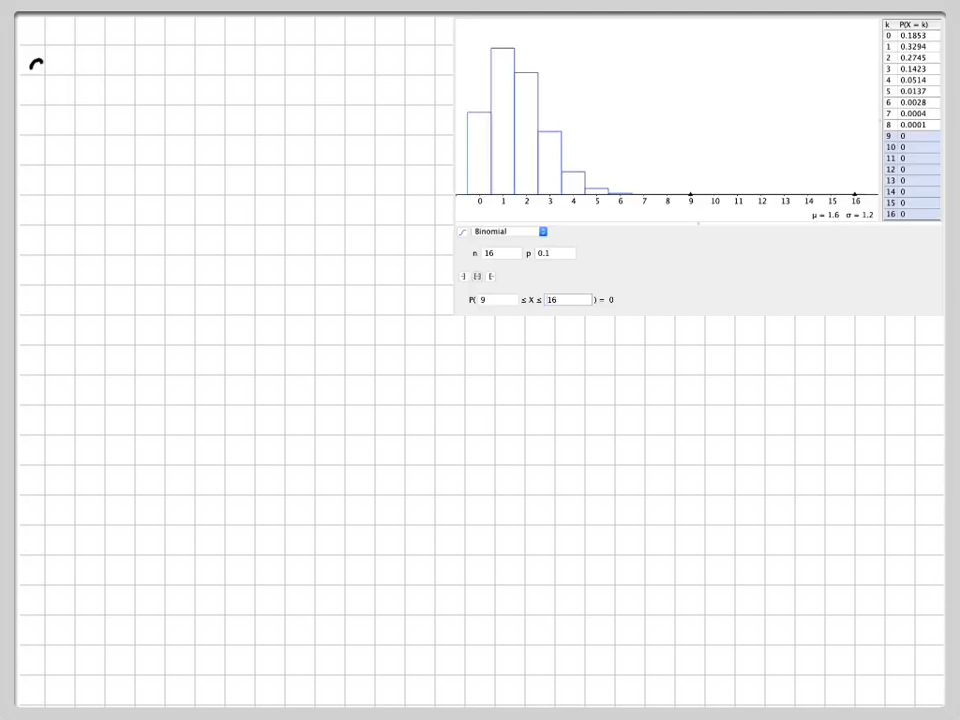 k P(X = k)
0 0.1853
1 0.3294
2 0.2745
3 0.1423
4 0.0514
5 0.0137
6 0.0028
7 0.0004
8 0.0001
9 0
10 0
11 0
12 0
13 0
14 0
15 0
16 0
0 1 2 3 4 5 6 7 8 9 10 11 12 13 14 15 16
μ = 1.6 σ = 1.2
Binomial
n 16 p 0.1
P( 9 ≤ X ≤ 16 ) = 0